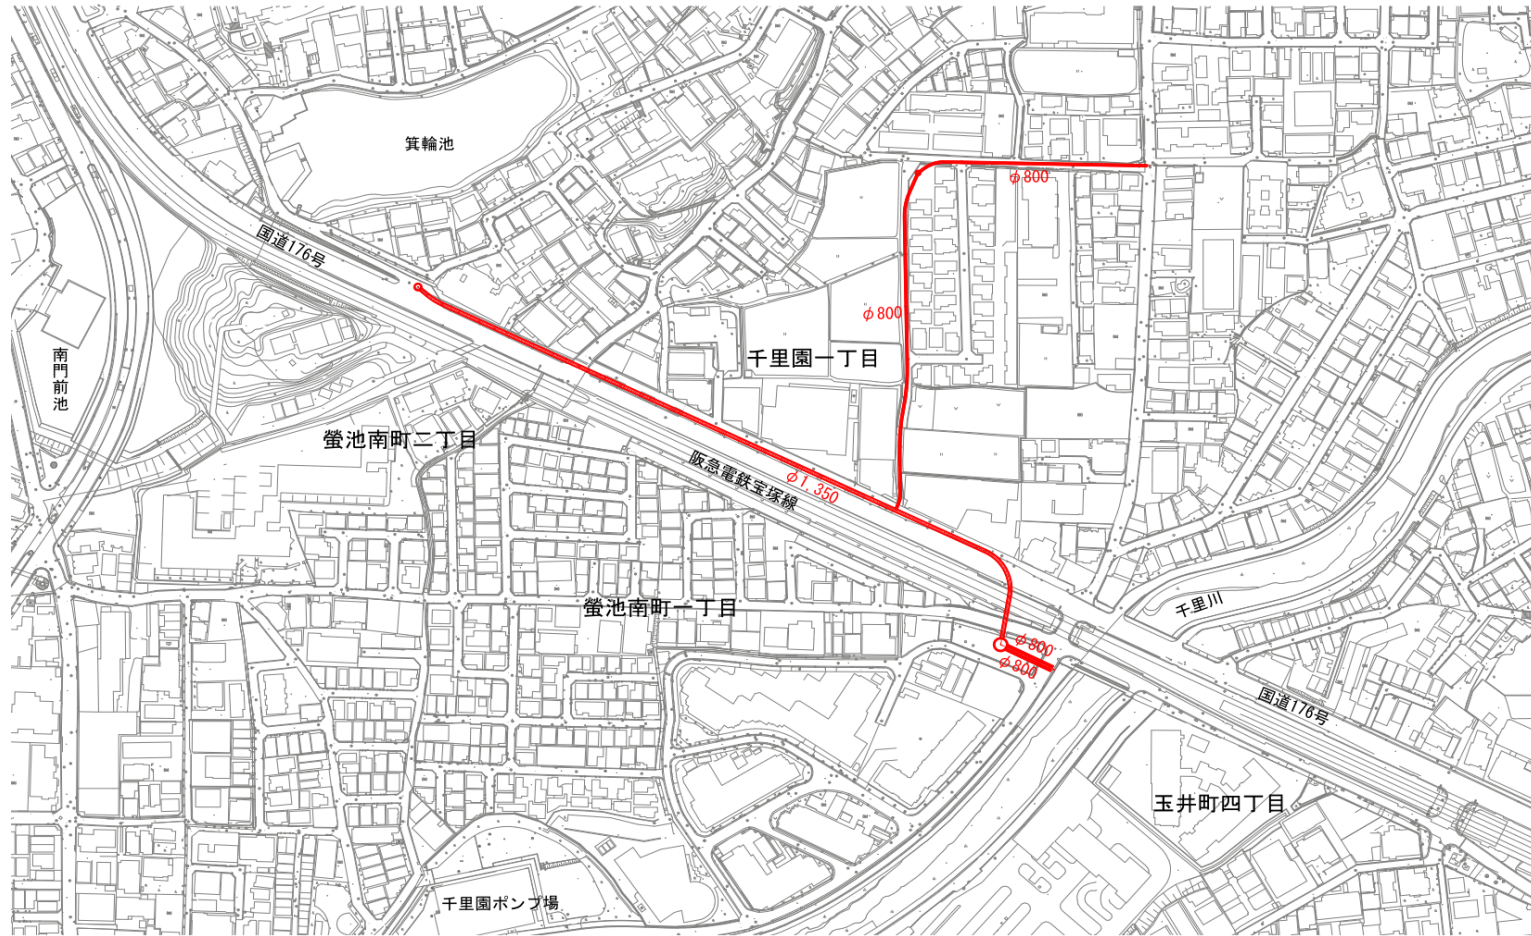 箕輪池
φ800
国道176号
φ800
南門前池
千里園一丁目
螢池南町二丁目
阪急電鉄宝塚線
φ1,350
螢池南町一丁目
千里川
φ800
φ800
国道176号
玉井町四丁目
千里園ポンプ場